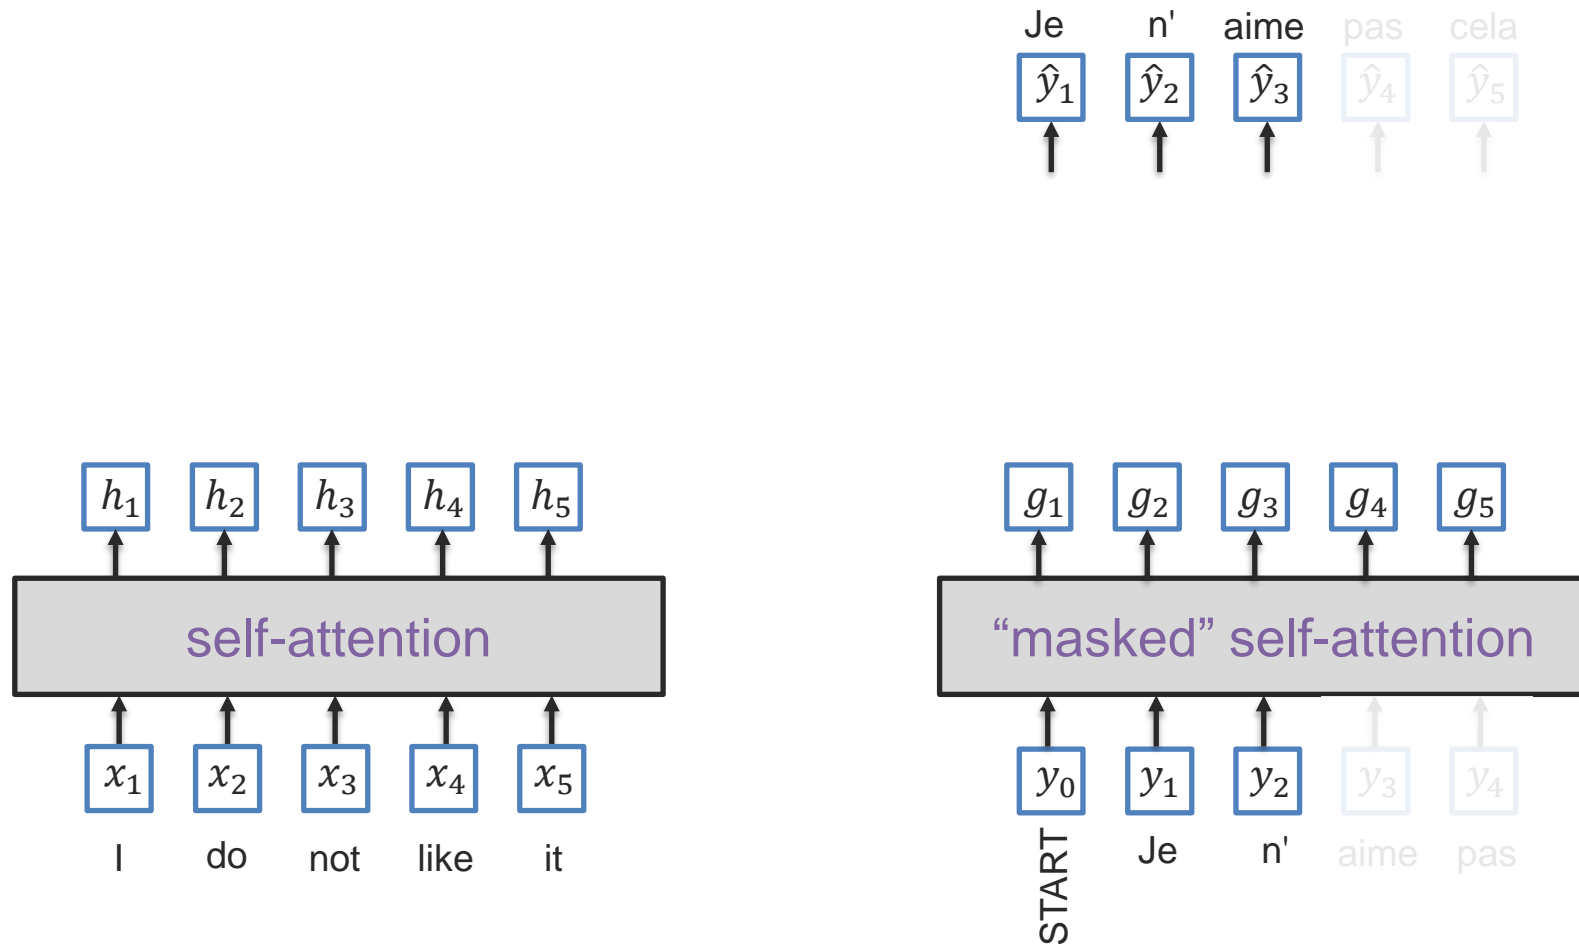 Je n' aime pas cela
ŷ₁ ŷ₂ ŷ₃ ŷ₄ ŷ₅
h₁ h₂ h₃ h₄ h₅
g₁ g₂ g₃ g₄ g₅
self-attention
“masked” self-attention
x₁ x₂ x₃ x₄ x₅
y₀ y₁ y₂ y₃ y₄
I do not like it
START Je n' aime pas